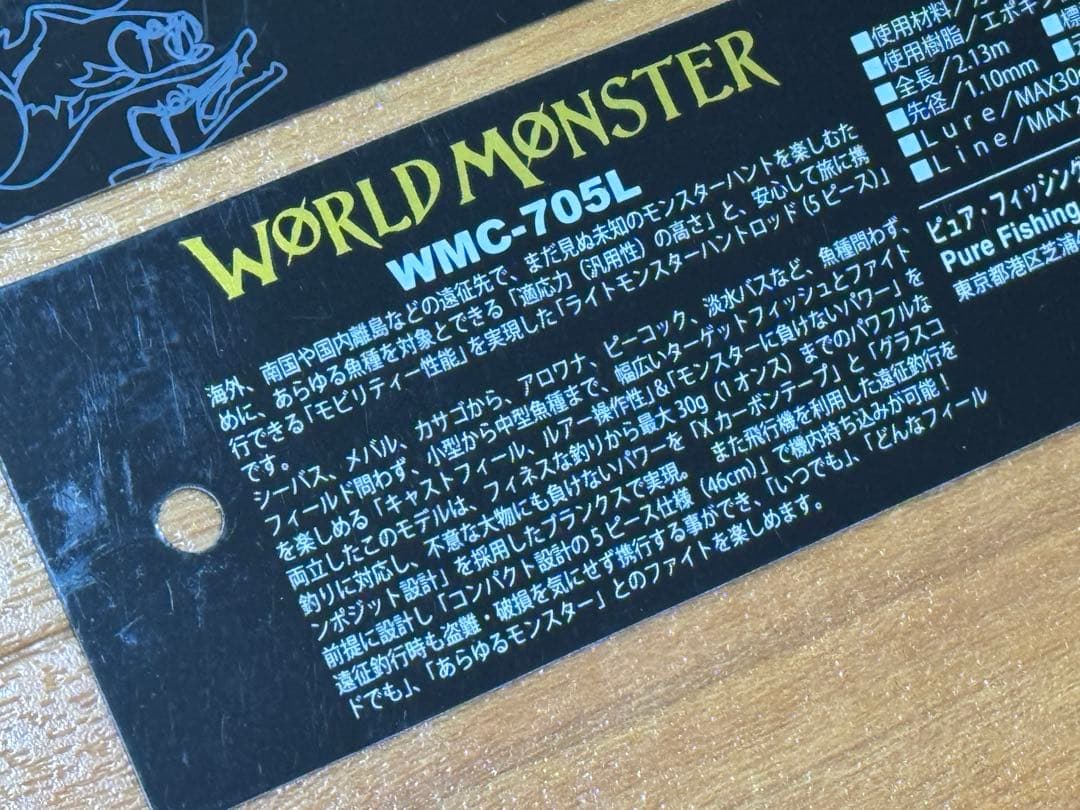 WORLD MONSTER
WMC-705L
海外、南国や国内離島などの遠征先で、まだ見ぬ未知のモンスターハントを楽しむた
めに、あらゆる魚種を対象とできる「適応力（汎用性）の高さ」と、安心して旅に携
行できる「モビリティー性能」を実現した「ライトモンスターハントロッド（5ピース）」
です。
シーバス、メバル、カサゴから、アロワナ、ピーコック、淡水バスなど、魚種問わず、
フィールド問わず、小型から中型魚種まで、幅広いターゲットフィッシュとファイト
を楽しめる「キャストフィール、ルアー操作性」&「モンスターに負けないパワー」を
両立したこのモデルは、フィネスな釣りから最大30g（1オンス）までのパワフルな
釣りに対応し、不意な大物にも負けないパワーを「Xカーボンテープ」と「グラスコ
ンポジット設計」を採用したブランクスで実現。また飛行機を利用した遠征釣行を
前提に設計し「コンパクト設計の5ピース仕様（46cm）」で機内持ち込みが可能！
遠征釣行時も盗難・破損を気にせず携行する事ができ、「いつでも」、「どんなフィール
ドでも」、「あらゆるモンスター」とのファイトを楽しめます。
■使用材料／
■使用樹脂／エポキシ
■全長／2.13m
■先径／1.10mm
■Lure／MAX30
■Line／MAX
ピュア・フィッシング
Pure Fishing
東京都港区芝浦